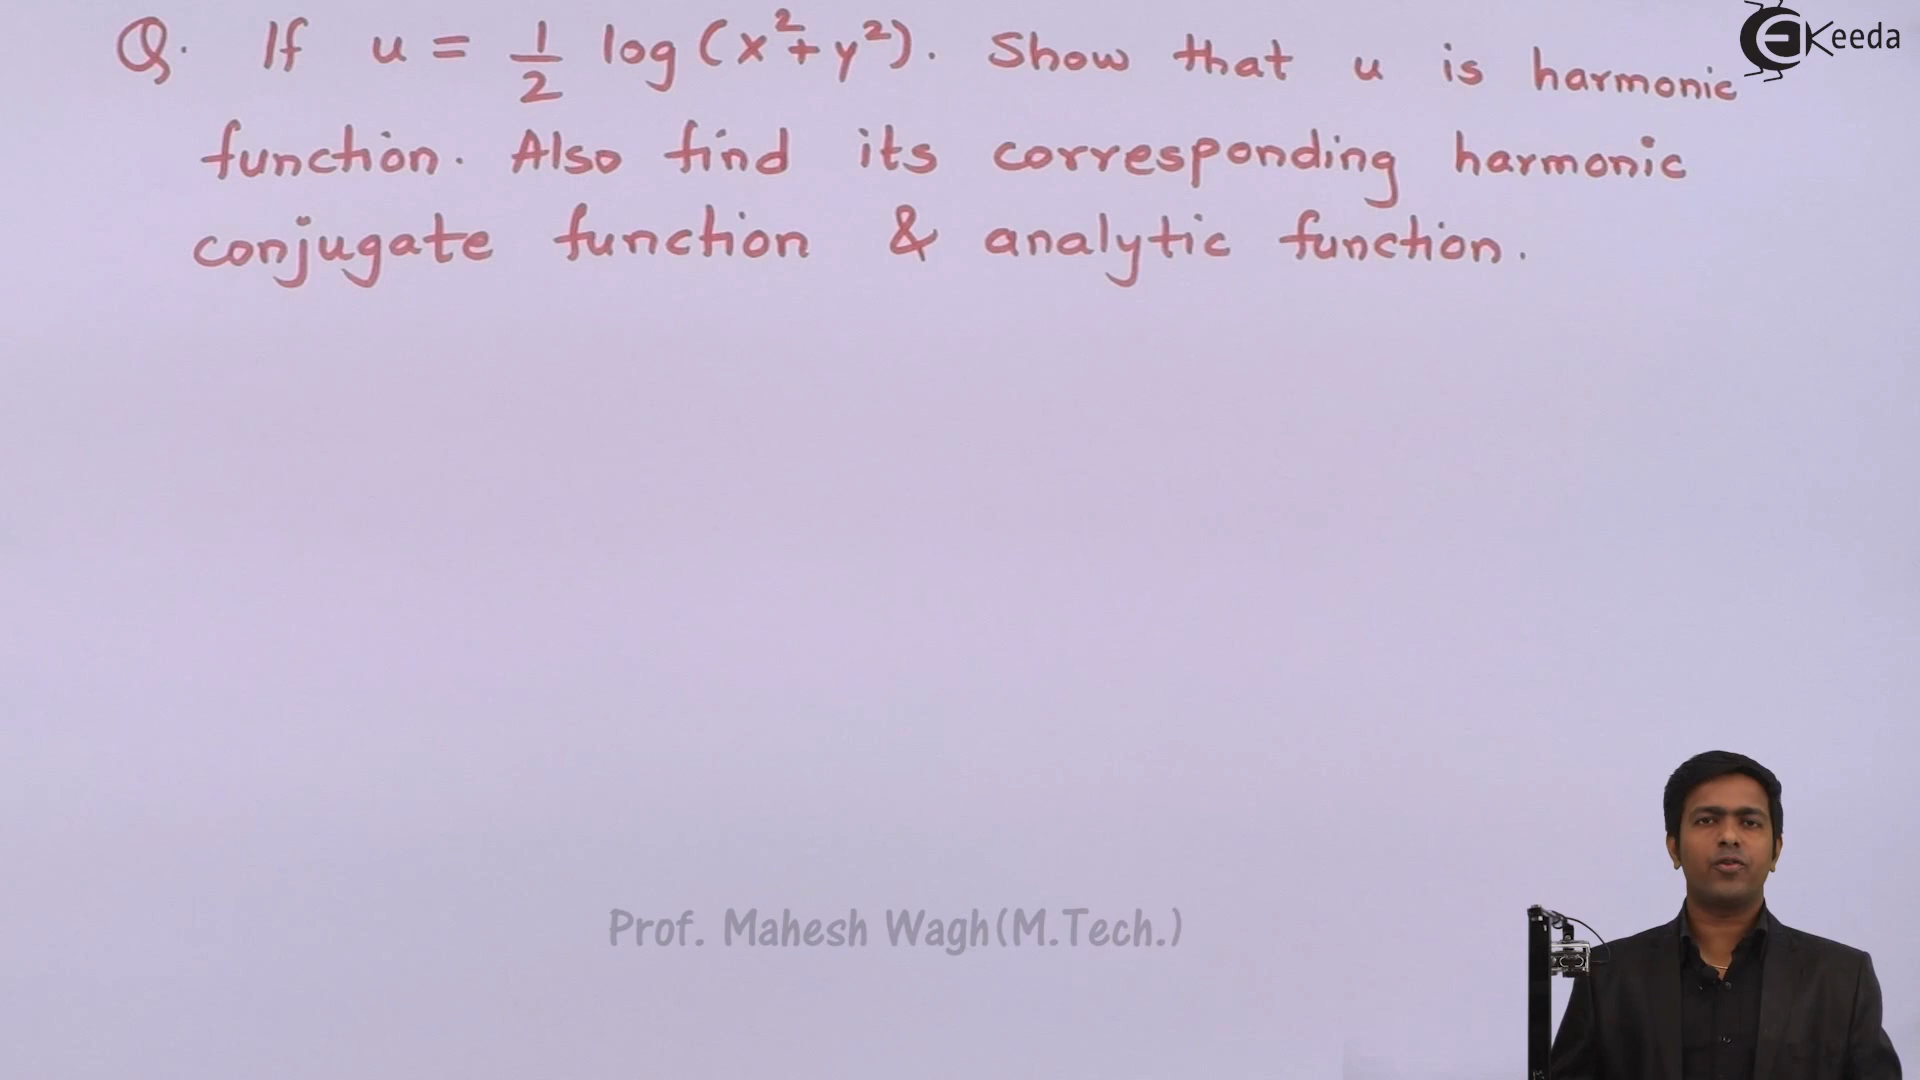 Q. If u = 1/2 log (x²+y²). Show that u is harmonic
function. Also find its corresponding harmonic
conjugate function & analytic function.
EKeeda
Prof. Mahesh Wagh(M.Tech.)